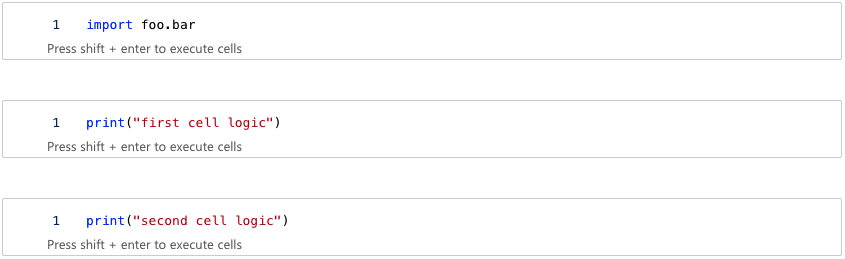 1 import foo.bar
Press shift + enter to execute cells
1 print("first cell logic")
Press shift + enter to execute cells
1 print("second cell logic")
Press shift + enter to execute cells